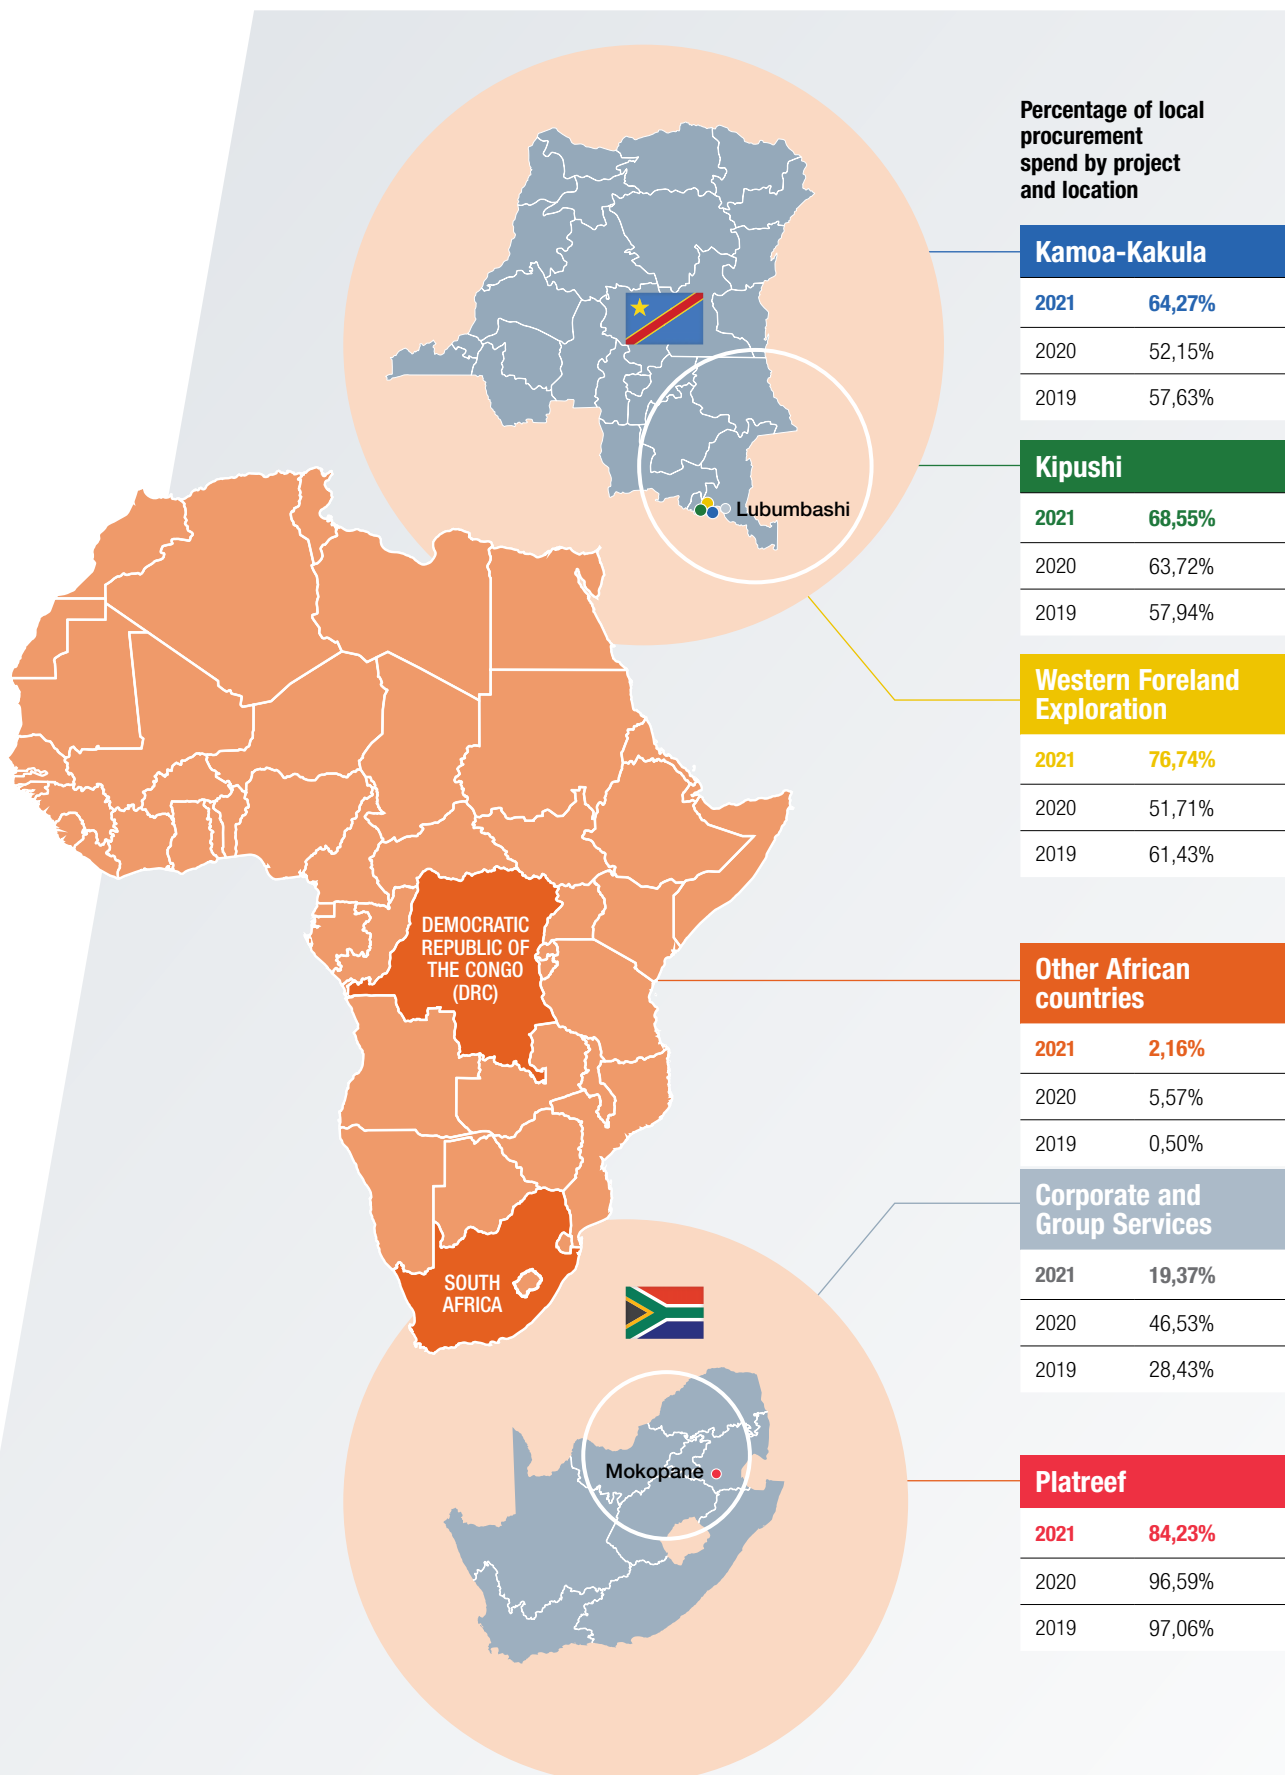 Percentage of local
procurement
spend by project
and location
Kamoa-Kakula
2021 64,27%
2020 52,15%
2019 57,63%
Kipushi
2021 68,55%
2020 63,72%
2019 57,94%
Lubumbashi
Western Foreland
Exploration
2021 76,74%
2020 51,71%
2019 61,43%
DEMOCRATIC
REPUBLIC OF
THE CONGO
(DRC)
Other African
countries
2021 2,16%
2020 5,57%
2019 0,50%
Corporate and
Group Services
2021 19,37%
2020 46,53%
2019 28,43%
SOUTH
AFRICA
Mokopane
Platreef
2021 84,23%
2020 96,59%
2019 97,06%